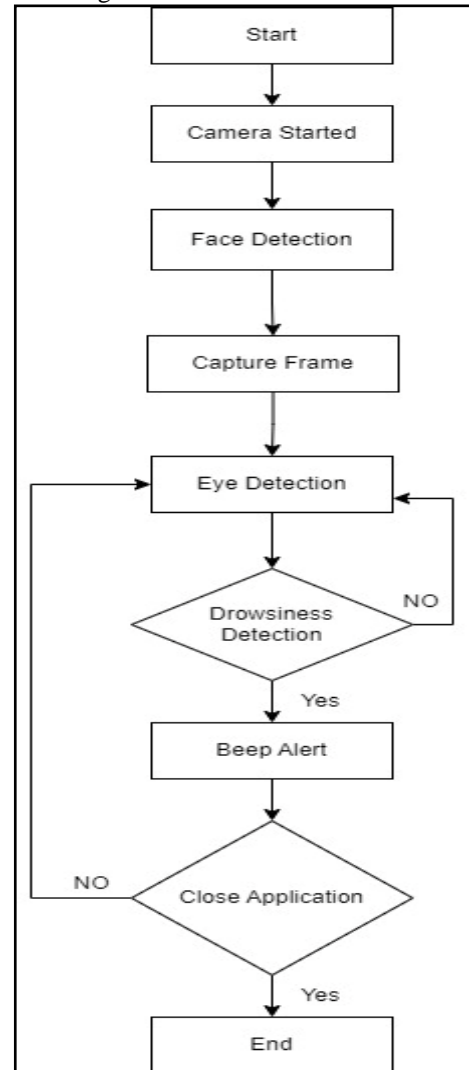 Start
Camera Started
Face Detection
Capture Frame
Eye Detection
Drowsiness
Detection
NO
Yes
Beep Alert
Close Application
NO
Yes
End